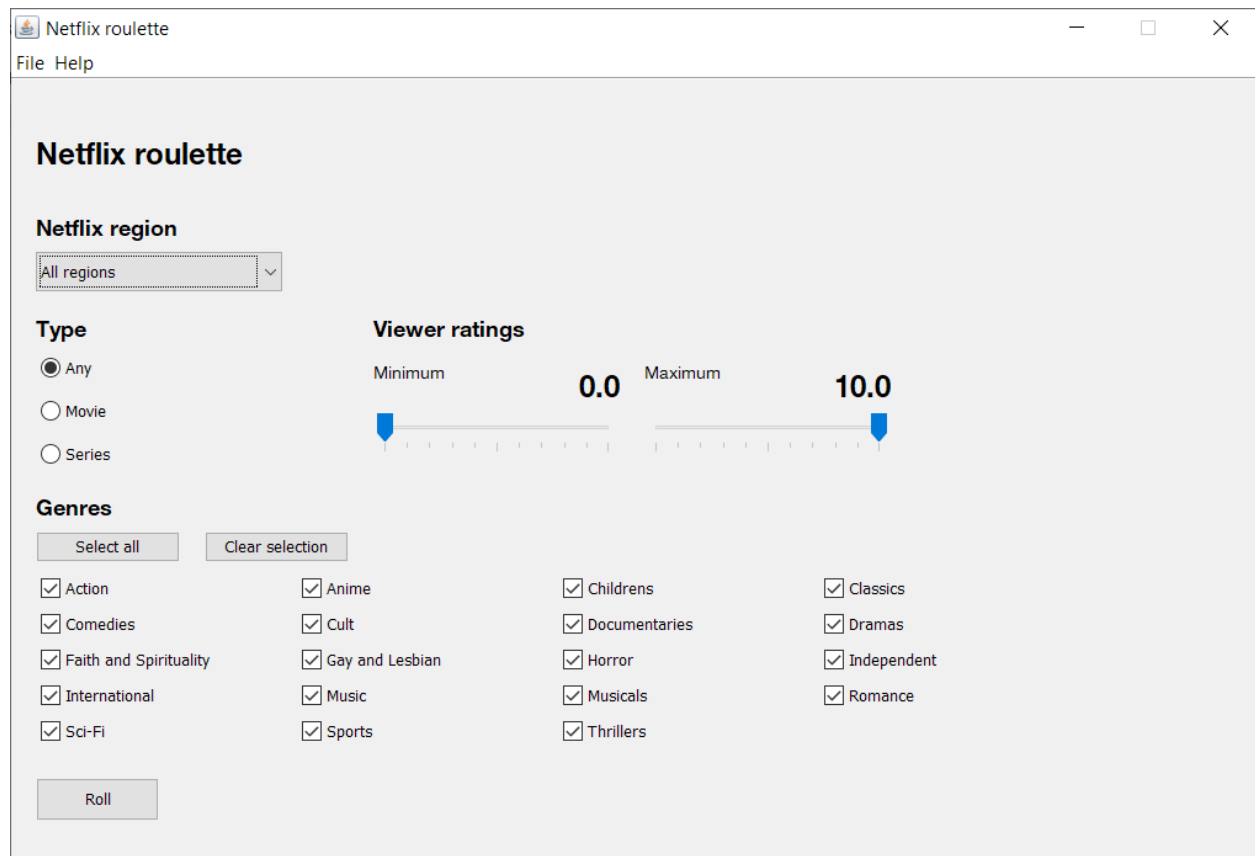 Netflix roulette
File Help
Netflix roulette
Netflix region
All regions
Type
Viewer ratings
Any
Minimum 0.0 Maximum 10.0
Movie
Series
Genres
Select all Clear selection
Action Anime Childrens Classics
Comedies Cult Documentaries Dramas
Faith and Spirituality Gay and Lesbian Horror Independent
International Music Musicals Romance
Sci-Fi Sports Thrillers
Roll